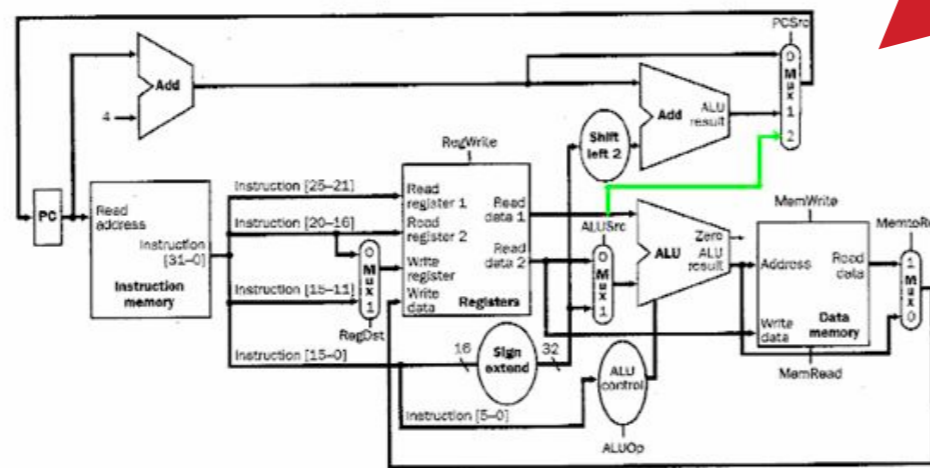 PCSrc
0
M
u
x
1
2
Add
4
Add
ALU
result
Shift
left 2
RegWrite
PC
Read
address
Instruction
[31–0]
Instruction
memory
Instruction [25–21]
Instruction [20–16]
Instruction [15–11]
Instruction [15–0]
Instruction [5–0]
0
M
u
x
1
RegDst
Read
register 1
Read
register 2
Write
register
Write
data
Read
data 1
Read
data 2
Registers
16
Sign
extend
32
ALUSrc
0
M
u
x
1
ALU
Zero
ALU
result
ALU
control
ALUOp
MemWrite
Address
Read
data
Write
data
Data
memory
MemRead
MemtoRe
1
M
u
x
0